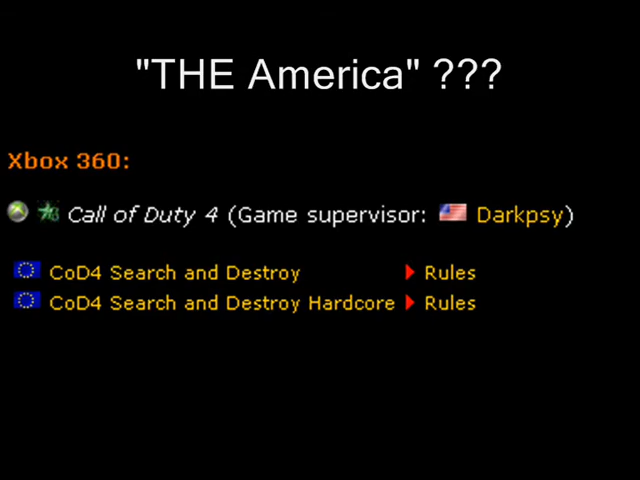 "THE America" ???
Xbox 360:
Call of Duty 4 (Game supervisor: Darkpsy)
CoD4 Search and Destroy Rules
CoD4 Search and Destroy Hardcore Rules